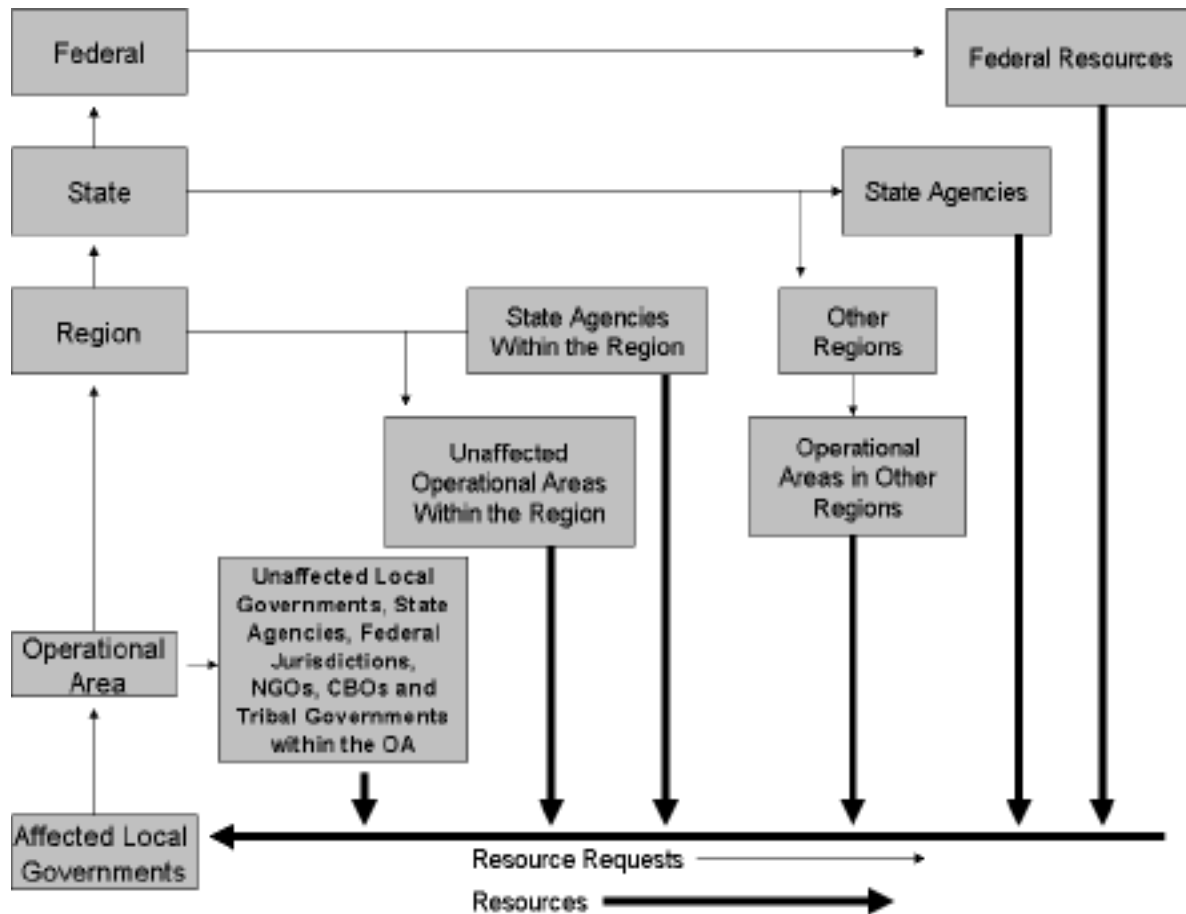 Federal
Federal Resources
State
State Agencies
Region
State Agencies
Within the Region
Other
Regions
Unaffected
Operational Areas
Within the Region
Operational
Areas in Other
Regions
Operational
Area
Unaffected Local
Governments, State
Agencies, Federal
Jurisdictions,
NGOs, CBOs and
Tribal Governments
within the OA
Affected Local
Governments
Resource Requests
Resources